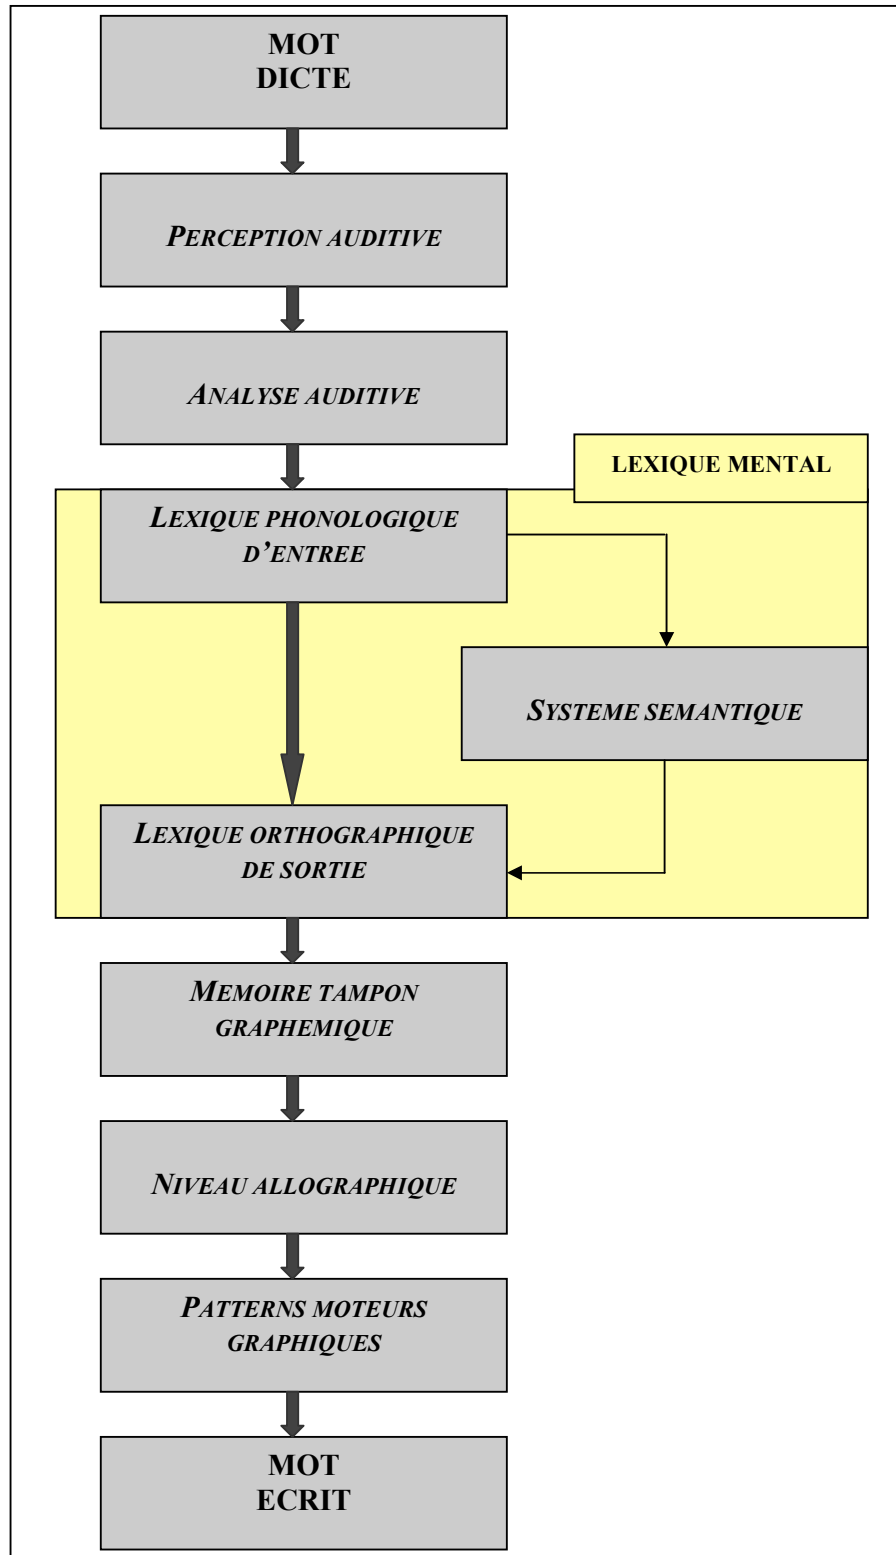 MOT
DICTE
PERCEPTION AUDITIVE
ANALYSE AUDITIVE
LEXIQUE MENTAL
LEXIQUE PHONOLOGIQUE
D’ENTREE
SYSTEME SEMANTIQUE
LEXIQUE ORTHOGRAPHIQUE
DE SORTIE
MEMOIRE TAMPON
GRAPHEMIQUE
NIVEAU ALLOGRAPHIQUE
PATTERNS MOTEURS
GRAPHIQUES
MOT
ECRIT